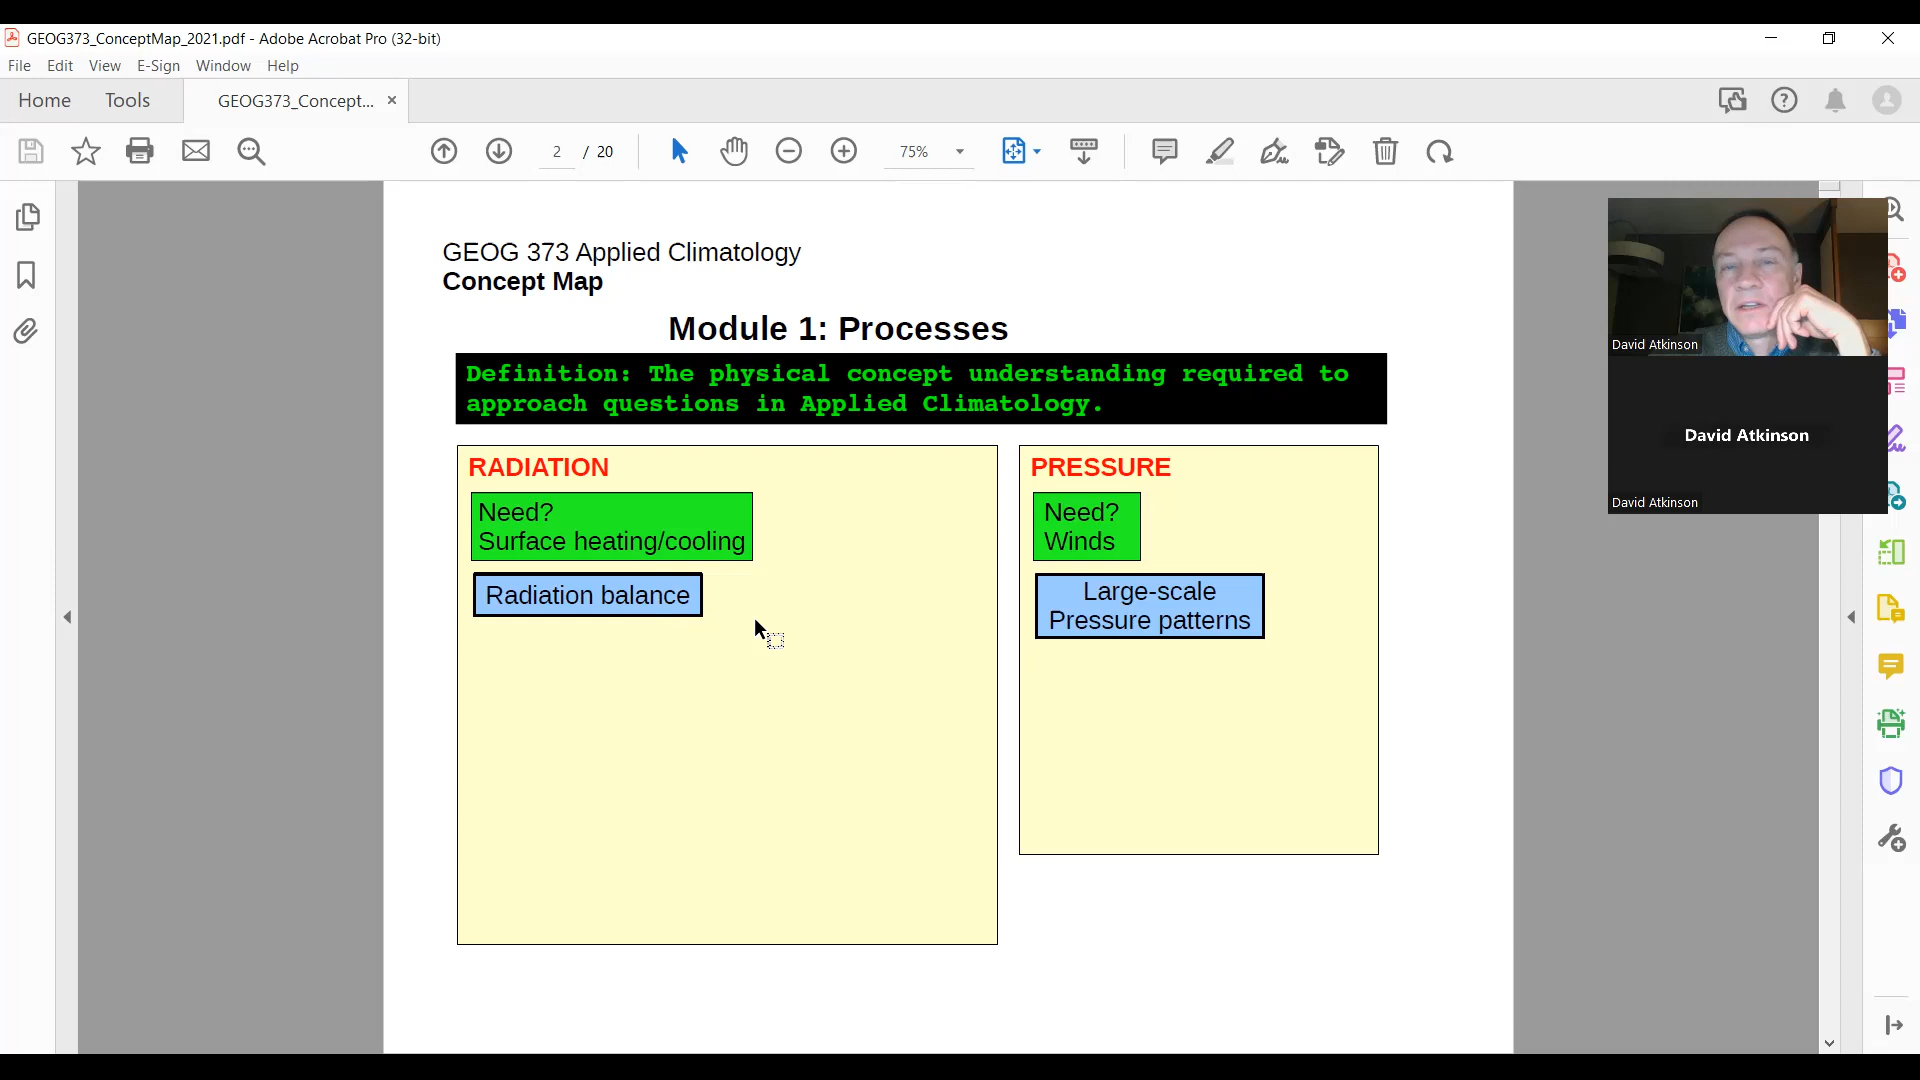 GEOG373_ConceptMap_2021.pdf - Adobe Acrobat Pro (32-bit)
File Edit View E-Sign Window Help
Home Tools GEOG373_Concept... ×
2 / 20 75%
GEOG 373 Applied Climatology
Concept Map
Module 1: Processes
Definition: The physical concept understanding required to
approach questions in Applied Climatology.
RADIATION
Need?
Surface heating/cooling
Radiation balance
PRESSURE
Need?
Winds
Large-scale
Pressure patterns
David Atkinson
David Atkinson
David Atkinson